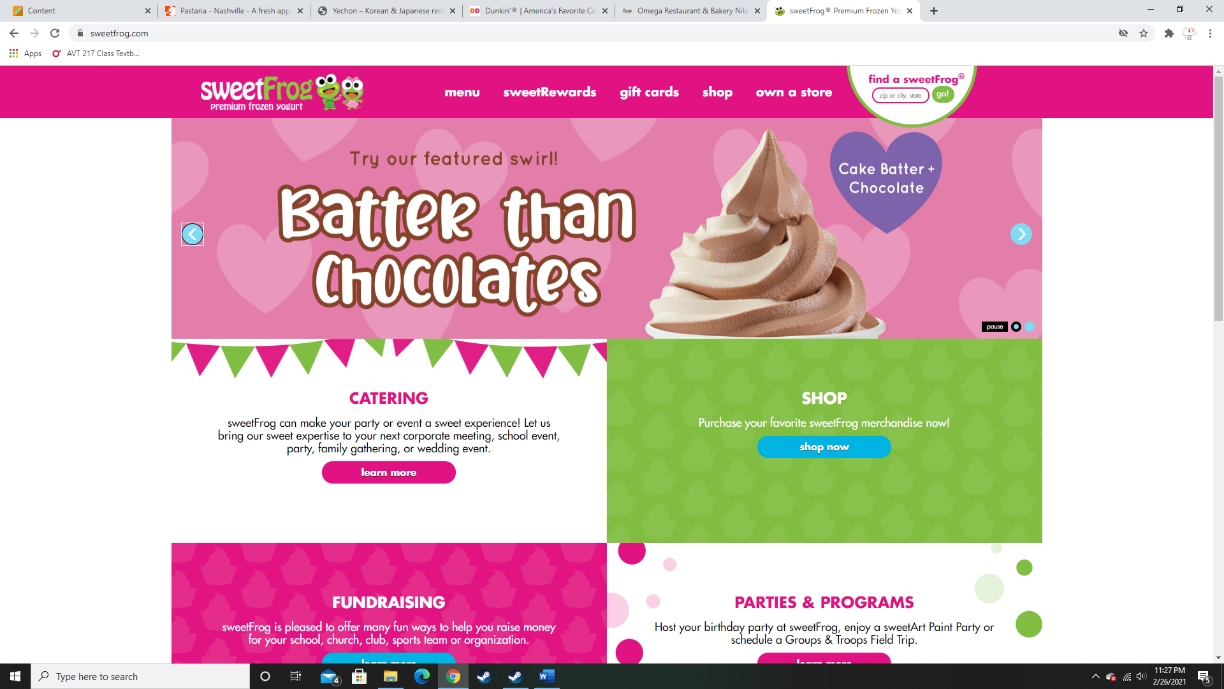 Content
Pastaria - Nashville - A fresh app
Yechon – Korean & Japanese rest
Dunkin'® | America's Favorite Co
Omega Restaurant & Bakery Nile
sweetFrog® Premium Frozen Yo
sweetfrog.com
Apps
AVT 217 Class Textb...
sweetFrog
premium frozen yogurt
menu
sweetRewards
gift cards
shop
own a store
find a sweetFrog®
zip or city, state
go!
Try our featured swirl!
Batter than
Chocolates
Cake Batter +
Chocolate
pause
CATERING
sweetFrog can make your party or event a sweet experience! Let us
bring our sweet expertise to your next corporate meeting, school event,
party, family gathering, or wedding event.
learn more
SHOP
Purchase your favorite sweetFrog merchandise now!
shop now
FUNDRAISING
sweetFrog is pleased to offer many fun ways to help you raise money
for your school, church, club, sports team or organization.
learn more
PARTIES & PROGRAMS
Host your birthday party at sweetFrog, enjoy a sweetArt Paint Party or
schedule a Groups & Troops Field Trip.
learn more
Type here to search
4
11:27 PM
2/26/2021
5